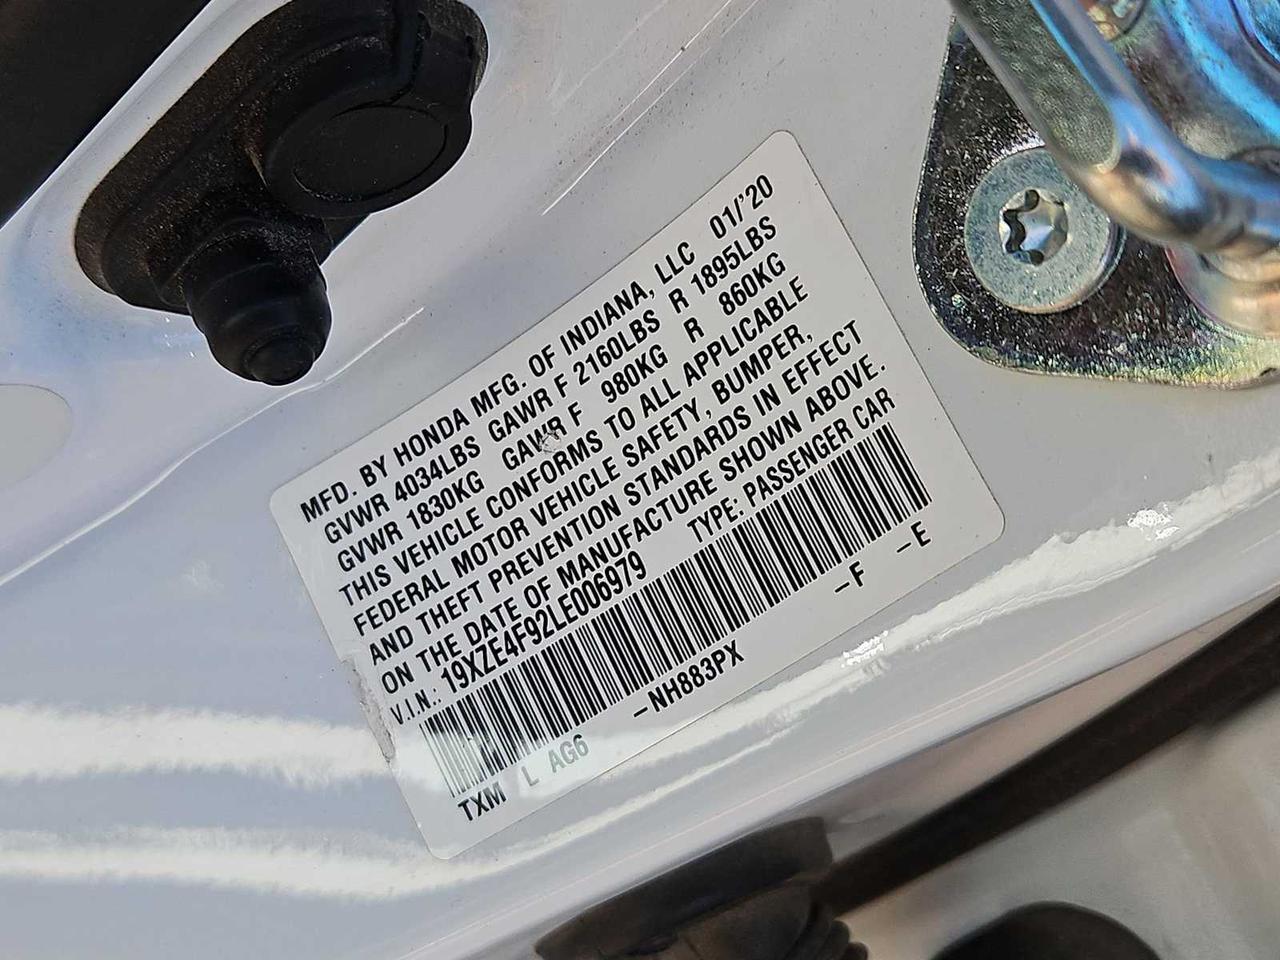 MFD. BY HONDA MFG. OF INDIANA, LLC 01/'20
GVWR 4034LBS GAWR F 2160LBS R 1895LBS
GVWR 1830KG GAWR F 980KG R 860KG
THIS VEHICLE CONFORMS TO ALL APPLICABLE
FEDERAL MOTOR VEHICLE SAFETY, BUMPER,
AND THEFT PREVENTION STANDARDS IN EFFECT
ON THE DATE OF MANUFACTURE SHOWN ABOVE.
V.I.N.: 19XZE4F92LE006979 TYPE: PASSENGER CAR
TXM L AG6 -NH883PX -F -E